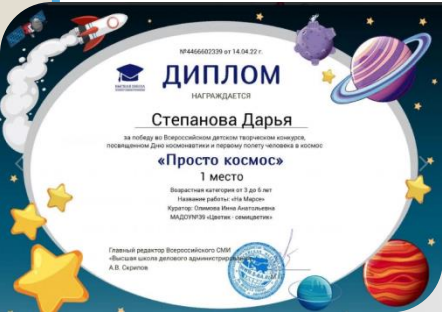 №4466602339 от 14.04.22 г.
ДИПЛОМ
НАГРАЖДАЕТСЯ
Степанова Дарья
за победу во Всероссийском детском творческом конкурсе,
посвященном Дню космонавтики и первому полету человека в космос
«Просто космос»
1 место
Возрастная категория от 3 до 6 лет
Название работы: «На Марсе»
Куратор: Олимова Инна Анатольевна
МАДОУ№39 «Цветик - семицветик»
Главный редактор Всероссийского СМИ
«Высшая школа делового администрирования»
А.В. Скрипов